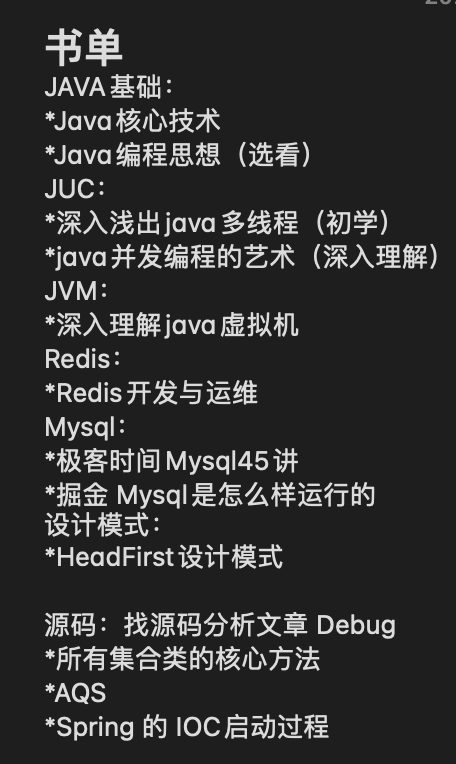 书单
JAVA基础：
*Java核心技术
*Java编程思想（选看）
JUC：
*深入浅出java多线程（初学）
*java并发编程的艺术（深入理解）
JVM：
*深入理解java虚拟机
Redis：
*Redis开发与运维
Mysql：
*极客时间Mysql45讲
*掘金 Mysql是怎么样运行的
设计模式：
*HeadFirst设计模式
源码：找源码分析文章 Debug
*所有集合类的核心方法
*AQS
*Spring 的 IOC启动过程